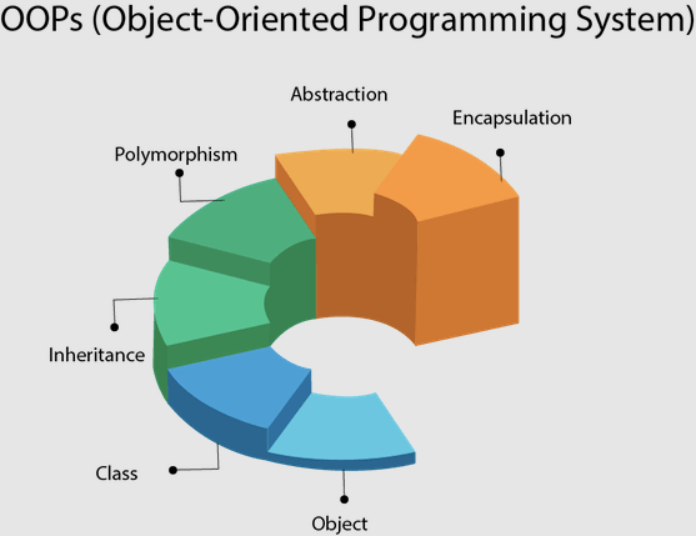 OOPs (Object-Oriented Programming System)
Abstraction
Encapsulation
Polymorphism
Inheritance
Class
Object